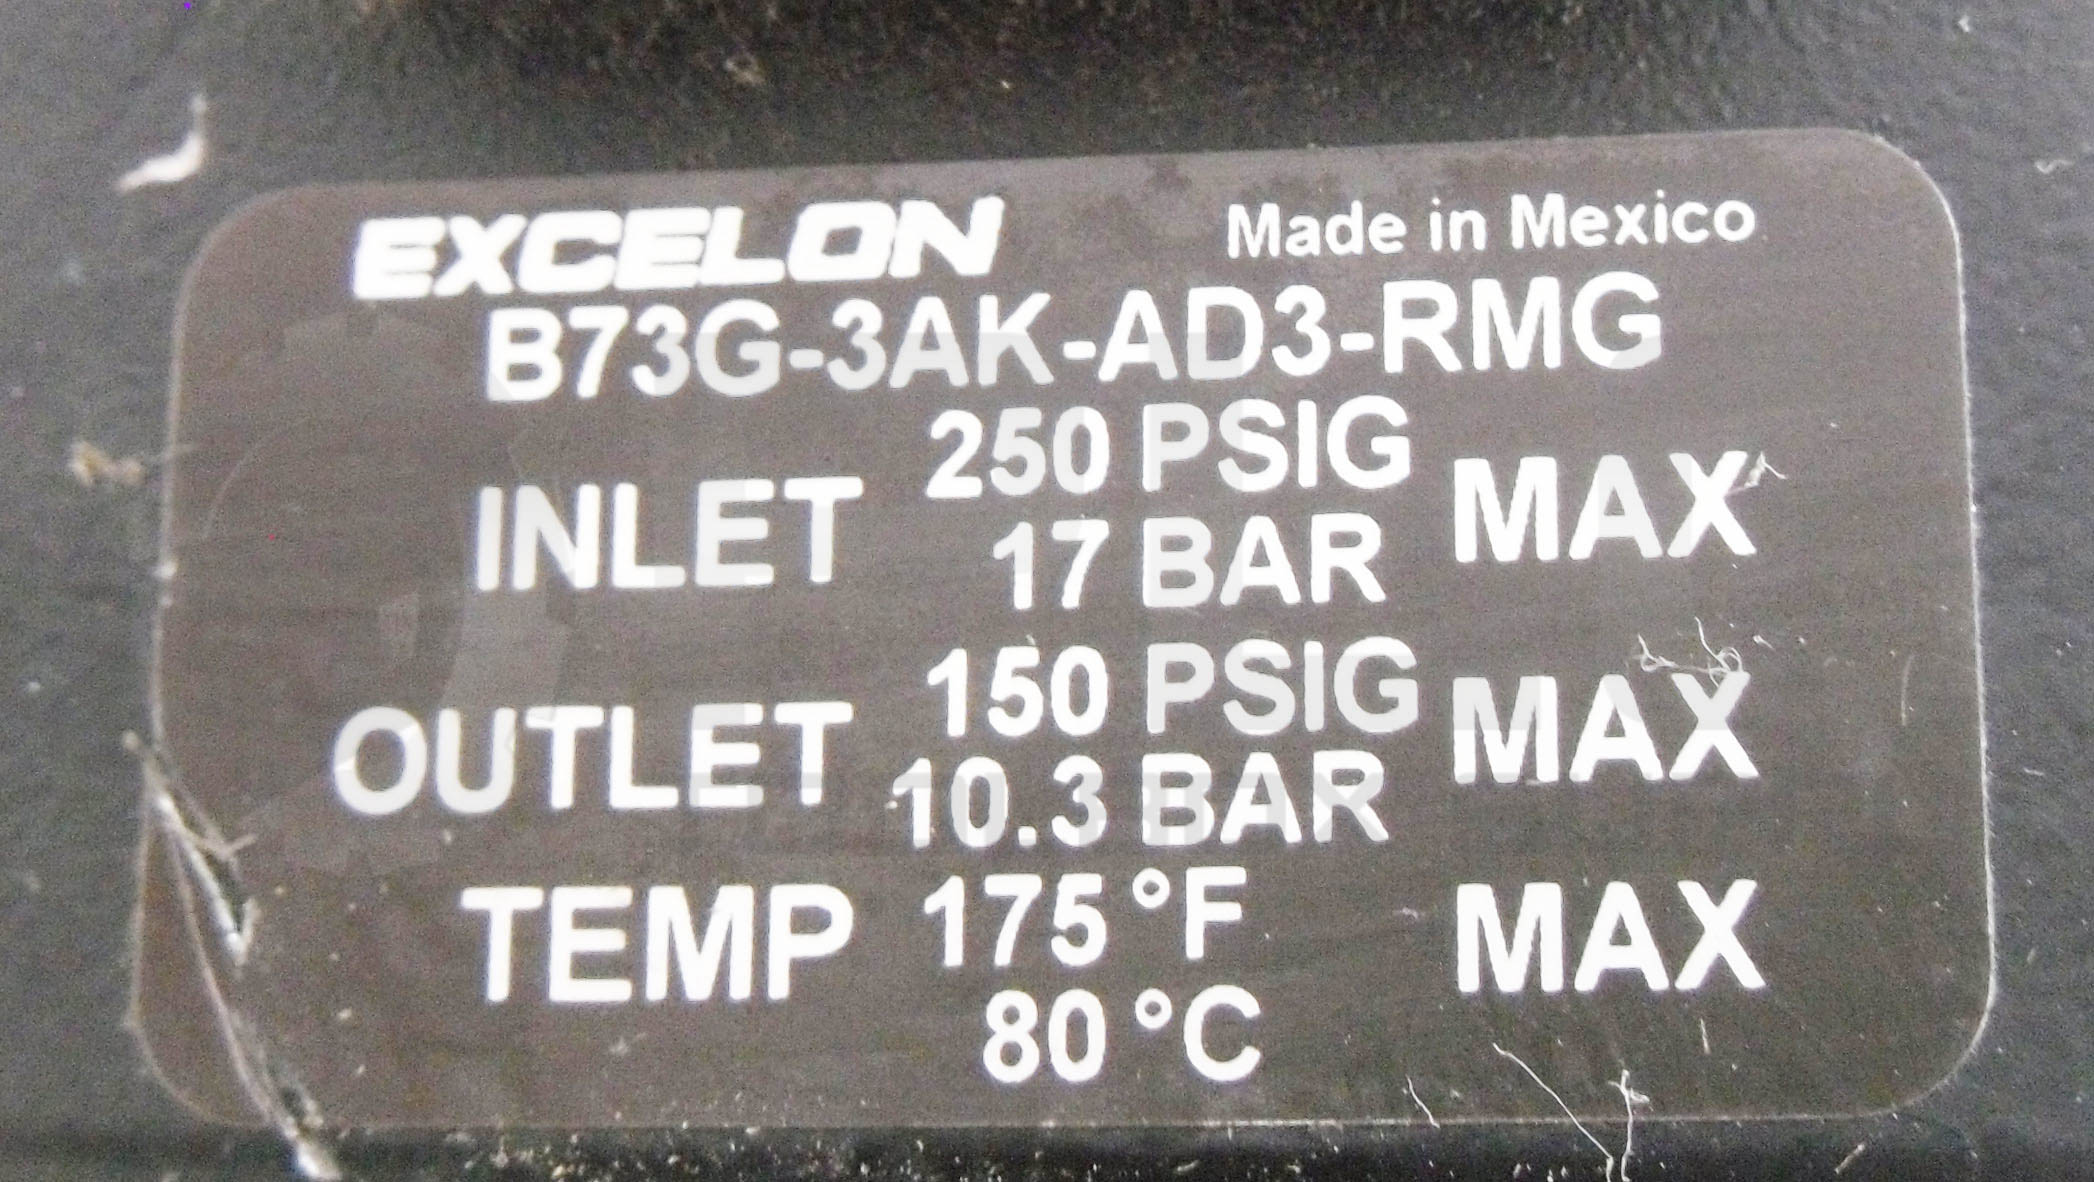 EXCELON Made in Mexico
B73G-3AK-AD3-RMG
INLET 250 PSIG MAX
17 BAR
OUTLET 150 PSIG MAX
10.3 BAR
TEMP 175 °F MAX
80 °C